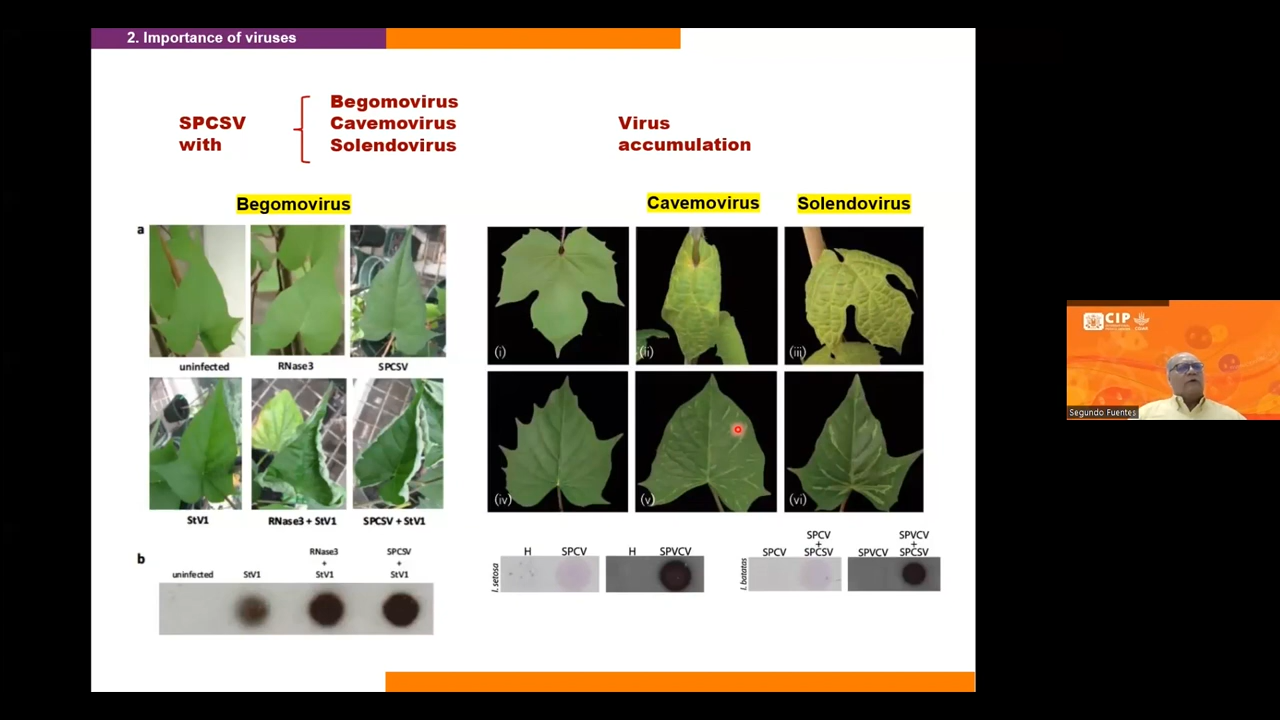 2. Importance of viruses
SPCSV
with
Begomovirus
Cavemovirus
Solendovirus
Virus
accumulation
Begomovirus
Cavemovirus
Solendovirus
a
uninfected
RNase3
SPCSV
StV1
RNase3 + StV1
SPCSV + StV1
(i)
(ii)
(iii)
(iv)
(v)
(vi)
b
uninfected
StV1
RNase3
+
StV1
SPCSV
+
StV1
I. setosa
H
SPCV
H
SPVCV
I. batatas
SPCV
SPCV
+
SPCSV
SPVCV
SPVCV
+
SPCSV
CIP
Segundo Fuentes